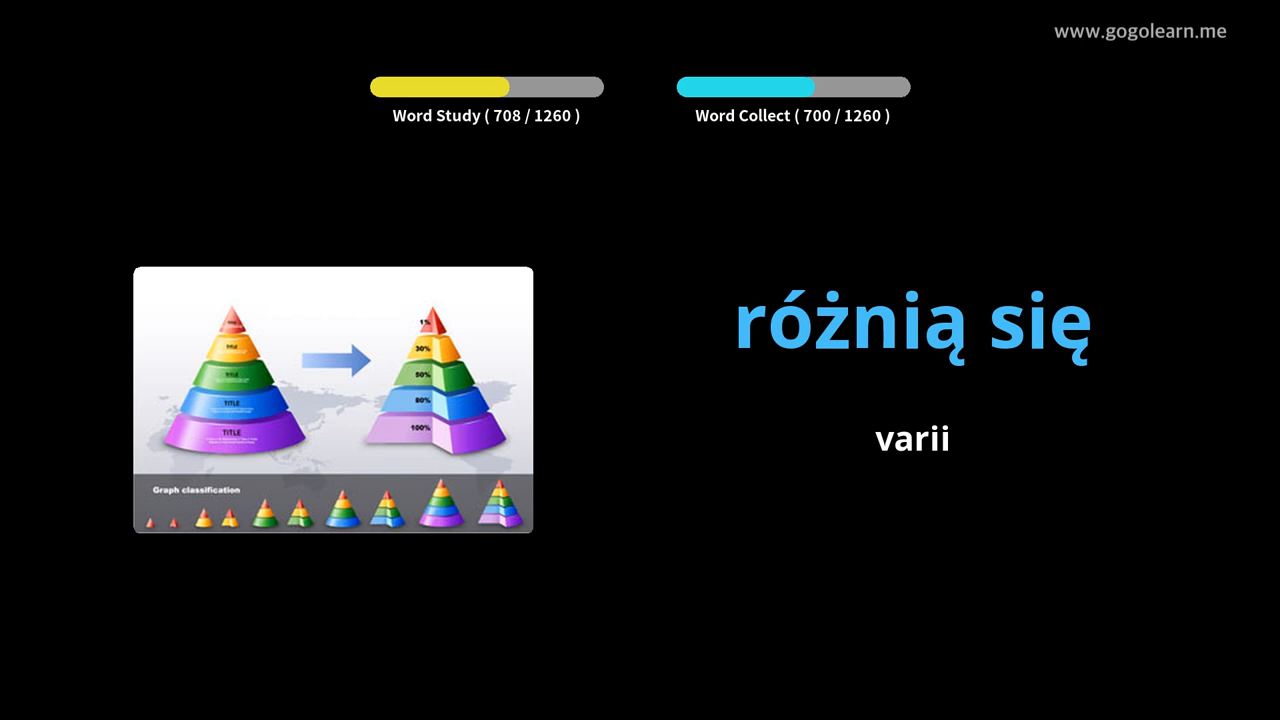 www.gogolearn.me
Word Study ( 708 / 1260 )
Word Collect ( 700 / 1260 )
różnią się
varii
1%
TITLE
30%
TITLE
50%
TITLE
80%
TITLE
100%
Graph classification